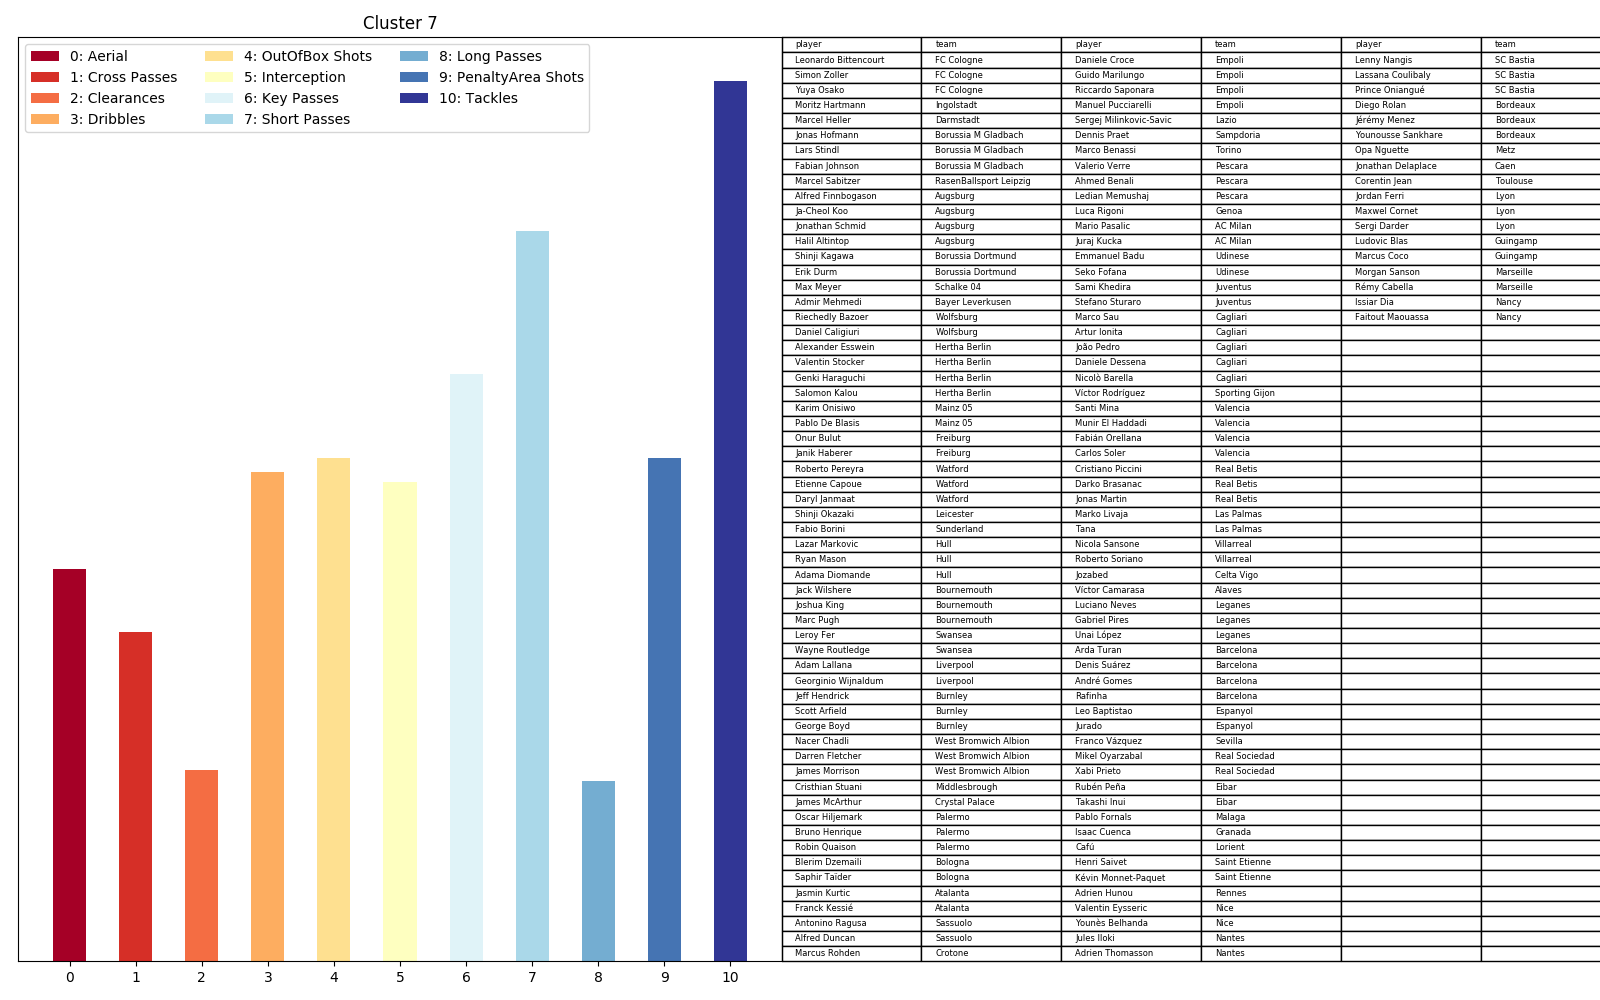 Cluster 7
0: Aerial 4: OutOfBox Shots 8: Long Passes
1: Cross Passes 5: Interception 9: PenaltyArea Shots
2: Clearances 6: Key Passes 10: Tackles
3: Dribbles 7: Short Passes
0 1 2 3 4 5 6 7 8 9 10
player team player team player team
Leonardo Bittencourt FC Cologne Daniele Croce Empoli Lenny Nangis SC Bastia
Simon Zoller FC Cologne Guido Marilungo Empoli Lassana Coulibaly SC Bastia
Yuya Osako FC Cologne Riccardo Saponara Empoli Prince Oniangué SC Bastia
Moritz Hartmann Ingolstadt Manuel Pucciarelli Empoli Diego Rolan Bordeaux
Marcel Heller Darmstadt Sergej Milinkovic-Savic Lazio Jérémy Menez Bordeaux
Jonas Hofmann Borussia M Gladbach Dennis Praet Sampdoria Younousse Sankhare Bordeaux
Lars Stindl Borussia M Gladbach Marco Benassi Torino Opa Nguette Metz
Fabian Johnson Borussia M Gladbach Valerio Verre Pescara Jonathan Delaplace Caen
Marcel Sabitzer RasenBallsport Leipzig Ahmed Benali Pescara Corentin Jean Toulouse
Alfred Finnbogason Augsburg Ledian Memushaj Pescara Jordan Ferri Lyon
Ja-Cheol Koo Augsburg Luca Rigoni Genoa Maxwel Cornet Lyon
Jonathan Schmid Augsburg Mario Pasalic AC Milan Sergi Darder Lyon
Halil Altintop Augsburg Juraj Kucka AC Milan Ludovic Blas Guingamp
Shinji Kagawa Borussia Dortmund Emmanuel Badu Udinese Marcus Coco Guingamp
Erik Durm Borussia Dortmund Seko Fofana Udinese Morgan Sanson Marseille
Max Meyer Schalke 04 Sami Khedira Juventus Rémy Cabella Marseille
Admir Mehmedi Bayer Leverkusen Stefano Sturaro Juventus Issiar Dia Nancy
Riechedly Bazoer Wolfsburg Marco Sau Cagliari Faitout Maouassa Nancy
Daniel Caligiuri Wolfsburg Artur Ionita Cagliari
Alexander Esswein Hertha Berlin João Pedro Cagliari
Valentin Stocker Hertha Berlin Daniele Dessena Cagliari
Genki Haraguchi Hertha Berlin Nicolò Barella Cagliari
Salomon Kalou Hertha Berlin Víctor Rodríguez Sporting Gijon
Karim Onisiwo Mainz 05 Santi Mina Valencia
Pablo De Blasis Mainz 05 Munir El Haddadi Valencia
Onur Bulut Freiburg Fabián Orellana Valencia
Janik Haberer Freiburg Carlos Soler Valencia
Roberto Pereyra Watford Cristiano Piccini Real Betis
Etienne Capoue Watford Darko Brasanac Real Betis
Daryl Janmaat Watford Jonas Martin Real Betis
Shinji Okazaki Leicester Marko Livaja Las Palmas
Fabio Borini Sunderland Tana Las Palmas
Lazar Markovic Hull Nicola Sansone Villarreal
Ryan Mason Hull Roberto Soriano Villarreal
Adama Diomande Hull Jozabed Celta Vigo
Jack Wilshere Bournemouth Víctor Camarasa Alaves
Joshua King Bournemouth Luciano Neves Leganes
Marc Pugh Bournemouth Gabriel Pires Leganes
Leroy Fer Swansea Unai López Leganes
Wayne Routledge Swansea Arda Turan Barcelona
Adam Lallana Liverpool Denis Suárez Barcelona
Georginio Wijnaldum Liverpool André Gomes Barcelona
Jeff Hendrick Burnley Rafinha Barcelona
Scott Arfield Burnley Leo Baptistao Espanyol
George Boyd Burnley Jurado Espanyol
Nacer Chadli West Bromwich Albion Franco Vázquez Sevilla
Darren Fletcher West Bromwich Albion Mikel Oyarzabal Real Sociedad
James Morrison West Bromwich Albion Xabi Prieto Real Sociedad
Cristhian Stuani Middlesbrough Rubén Peña Eibar
James McArthur Crystal Palace Takashi Inui Eibar
Oscar Hiljemark Palermo Pablo Fornals Malaga
Bruno Henrique Palermo Isaac Cuenca Granada
Robin Quaison Palermo Cafú Lorient
Blerim Dzemaili Bologna Henri Saivet Saint Etienne
Saphir Taïder Bologna Kévin Monnet-Paquet Saint Etienne
Jasmin Kurtic Atalanta Adrien Hunou Rennes
Franck Kessié Atalanta Valentin Eysseric Nice
Antonino Ragusa Sassuolo Younès Belhanda Nice
Alfred Duncan Sassuolo Jules Iloki Nantes
Marcus Rohden Crotone Adrien Thomasson Nantes